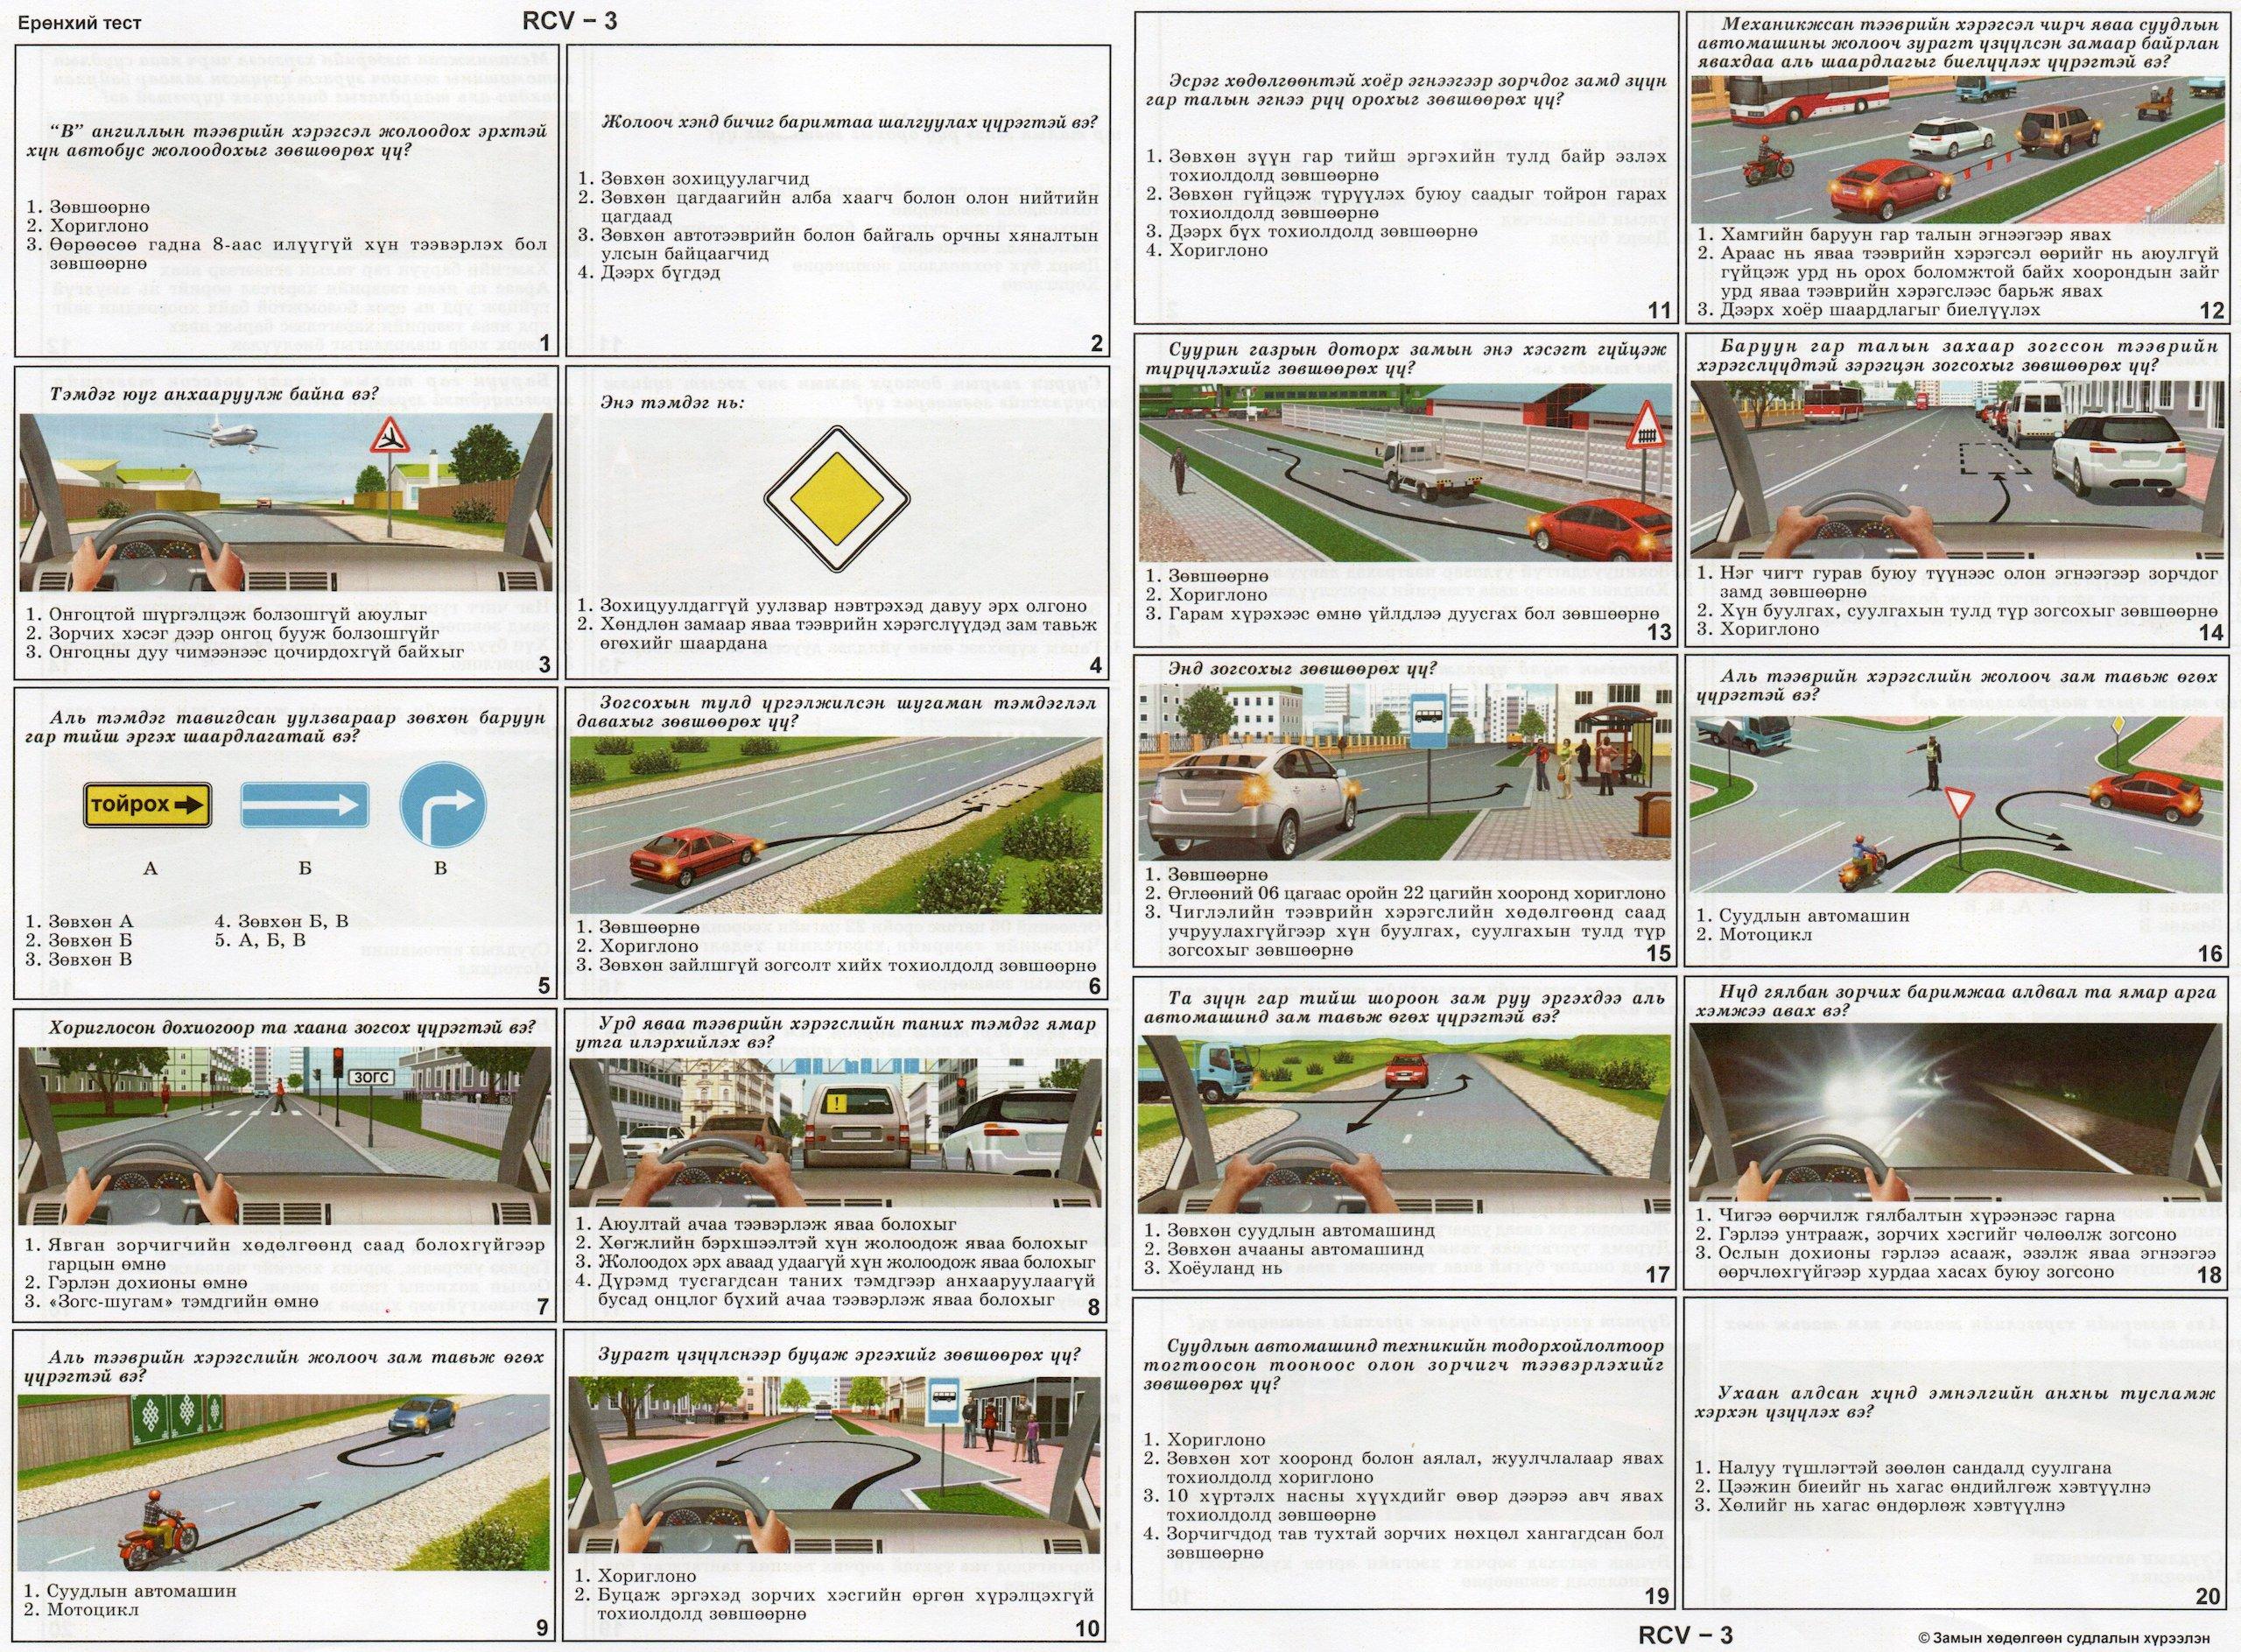 Ерөнхий тест
RCV – 3
“В” ангиллын тээврийн хэрэгсэл жолоодох эрхтэй
хүн автобус жолоодохыг зөвшөөрөх үү?
1. Зөвшөөрнө
2. Хориглоно
3. Өөрөөсөө гадна 8-аас илүүгүй хүн тээвэрлэх бол
зөвшөөрнө
1
Жолооч хэнд бичиг баримтаа шалгуулах үүрэгтэй вэ?
1. Зөвхөн зохицуулагчид
2. Зөвхөн цагдаагийн алба хаагч болон олон нийтийн
цагдаад
3. Зөвхөн автотээврийн болон байгаль орчны хяналтын
улсын байцаагчид
4. Дээрх бүгдэд
2
Тэмдэг юуг анхааруулж байна вэ?
1. Онгоцтой шүргэлцэж болзошгүй аюулыг
2. Зорчих хэсэг дээр онгоц бууж болзошгүйг
3. Онгоцны дуу чимээнээс цочирдохгүй байхыг
3
Энэ тэмдэг нь:
1. Зохицуулдаггүй уулзвар нэвтрэхэд давуу эрх олгоно
2. Хөндлөн замаар яваа тээврийн хэрэгслүүдэд зам тавьж
өгөхийг шаардана
4
Аль тэмдэг тавигдсан уулзвараар зөвхөн баруун
гар тийш эргэх шаардлагатай вэ?
тойрох
А Б В
1. Зөвхөн А 4. Зөвхөн Б, В
2. Зөвхөн Б 5. А, Б, В
3. Зөвхөн В
5
Зогсохын тулд үргэлжилсэн шугаман тэмдэглэл
давахыг зөвшөөрөх үү?
1. Зөвшөөрнө
2. Хориглоно
3. Зөвхөн зайлшгүй зогсолт хийх тохиолдолд зөвшөөрнө
6
Хориглосон дохиогоор та хаана зогсох үүрэгтэй вэ?
ЗОГС
1. Явган зорчигчийн хөдөлгөөнд саад болохгүйгээр
гарцын өмнө
2. Гэрлэн дохионы өмнө
3. «Зогс-шугам» тэмдгийн өмнө
7
Урд яваа тээврийн хэрэгслийн таних тэмдэг ямар
утга илэрхийлэх вэ?
!
1. Аюултай ачаа тээвэрлэж яваа болохыг
2. Хөгжлийн бэрхшээлтэй хүн жолоодож яваа болохыг
3. Жолоодох эрх аваад удаагүй хүн жолоодож яваа болохыг
4. Дүрэмд тусгагдсан таних тэмдгээр анхааруулаагүй
бусад онцлог бүхий ачаа тээвэрлэж яваа болохыг
8
Аль тээврийн хэрэгслийн жолооч зам тавьж өгөх
үүрэгтэй вэ?
1. Суудлын автомашин
2. Мотоцикл
9
Зурагт үзүүлснээр буцаж эргэхийг зөвшөөрөх үү?
1. Хориглоно
2. Буцаж эргэхэд зорчих хэсгийн өргөн хүрэлцэхгүй
тохиолдолд зөвшөөрнө
10
Эсрэг хөдөлгөөнтэй хоёр эгнээгээр зорчдог замд зүүн
гар талын эгнээ рүү орохыг зөвшөөрөх үү?
1. Зөвхөн зүүн гар тийш эргэхийн тулд байр эзлэх
тохиолдолд зөвшөөрнө
2. Зөвхөн гүйцэж түрүүлэх буюу саадыг тойрон гарах
тохиолдолд зөвшөөрнө
3. Дээрх бүх тохиолдолд зөвшөөрнө
4. Хориглоно
11
Механикжсан тээврийн хэрэгсэл чирч яваа суудлын
автомашины жолооч зурагт үзүүлсэн замаар байрлан
явахдаа аль шаардлагыг биелүүлэх үүрэгтэй вэ?
1. Хамгийн баруун гар талын эгнээгээр явах
2. Араас нь яваа тээврийн хэрэгсэл өөрийг нь аюулгүй
гүйцэж урд нь орох боломжтой байх хоорондын зайг
урд яваа тээврийн хэрэгслээс барьж явах
3. Дээрх хоёр шаардлагыг биелүүлэх
12
Суурин газрын доторх замын энэ хэсэгт гүйцэж
түрүүлэхийг зөвшөөрөх үү?
1. Зөвшөөрнө
2. Хориглоно
3. Гарам хүрэхээс өмнө үйлдлээ дуусгах бол зөвшөөрнө
13
Баруун гар талын захаар зогссон тээврийн
хэрэгслүүдтэй зэрэгцэн зогсохыг зөвшөөрөх үү?
1. Нэг чигт гурав буюу түүнээс олон эгнээгээр зорчдог
замд зөвшөөрнө
2. Хүн буулгах, суулгахын тулд түр зогсохыг зөвшөөрнө
3. Хориглоно
14
Энд зогсохыг зөвшөөрөх үү?
1. Зөвшөөрнө
2. Өглөөний 06 цагаас оройн 22 цагийн хооронд хориглоно
3. Чиглэлийн тээврийн хэрэгслийн хөдөлгөөнд саад
учруулахгүйгээр хүн буулгах, суулгахын тулд түр
зогсохыг зөвшөөрнө
15
Аль тээврийн хэрэгслийн жолооч зам тавьж өгөх
үүрэгтэй вэ?
1. Суудлын автомашин
2. Мотоцикл
16
Та зүүн гар тийш шороон зам руу эргэхдээ аль
автомашинд зам тавьж өгөх үүрэгтэй вэ?
1. Зөвхөн суудлын автомашинд
2. Зөвхөн ачааны автомашинд
3. Хоёуланд нь
17
Нүд гялбан зорчих баримжаа алдвал та ямар арга
хэмжээ авах вэ?
1. Чигээ өөрчилж гялбалтын хүрээнээс гарна
2. Гэрлээ унтрааж, зорчих хэсгийг чөлөөлж зогсоно
3. Ослын дохионы гэрлээ асааж, эзэлж яваа эгнээгээ
өөрчлөхгүйгээр хурдаа хасах буюу зогсоно
18
Суудлын автомашинд техникийн тодорхойлолтоор
тогтоосон тооноос олон зорчигч тээвэрлэхийг
зөвшөөрөх үү?
1. Хориглоно
2. Зөвхөн хот хооронд болон аялал, жуулчлалаар явах
тохиолдолд хориглоно
3. 10 хүртэлх насны хүүхдийг өвөр дээрээ авч явах
тохиолдолд зөвшөөрнө
4. Зорчигчдод тав тухтай зорчих нөхцөл хангагдсан бол
зөвшөөрнө
19
Ухаан алдсан хүнд эмнэлгийн анхны тусламж
хэрхэн үзүүлэх вэ?
1. Налуу түшлэгтэй зөөлөн сандалд суулгана
2. Цээжин биеийг нь хагас өндийлгөж хэвтүүлнэ
3. Хөлийг нь хагас өндөрлөж хэвтүүлнэ
20
RCV – 3
© Замын хөдөлгөөн судлалын хүрээлэн